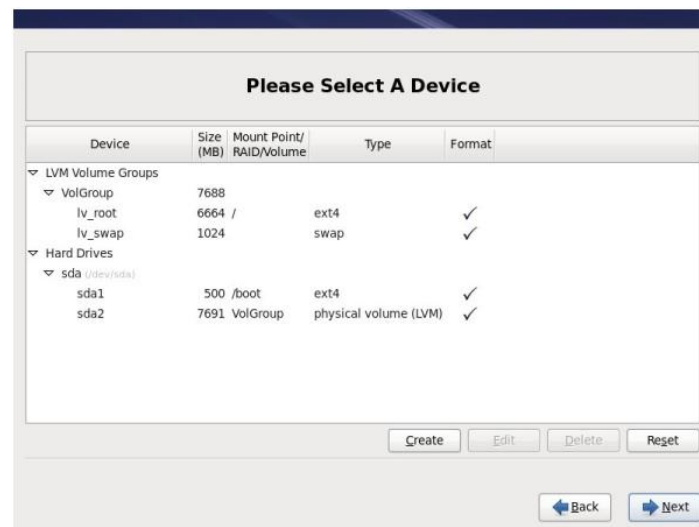 Please Select A Device
Device Size (MB) Mount Point/ RAID/Volume Type Format
LVM Volume Groups
VolGroup 7688
lv_root 6664 / ext4 ✓
lv_swap 1024 swap ✓
Hard Drives
sda (/dev/sda)
sda1 500 /boot ext4 ✓
sda2 7691 VolGroup physical volume (LVM) ✓
Create Edit Delete Reset
Back Next